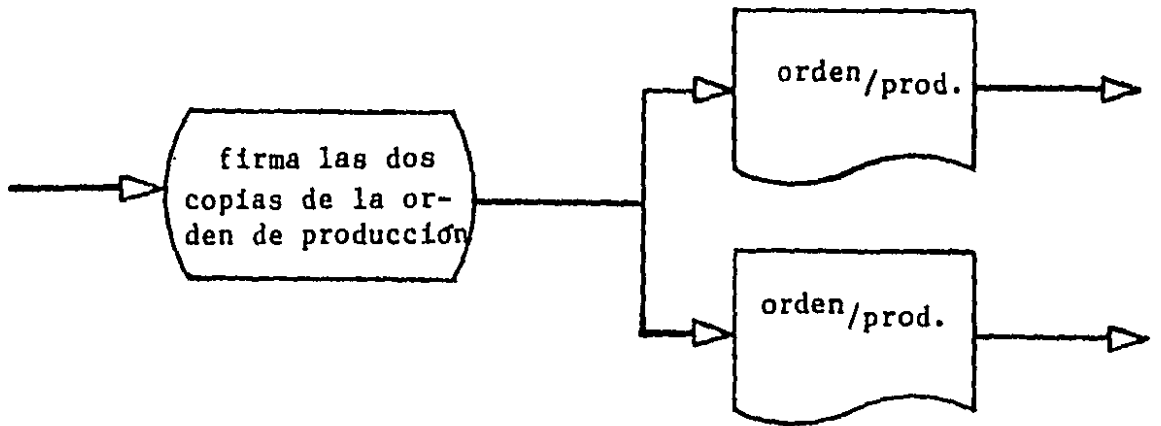 firma las dos
copias de la or-
den de producción
orden/prod.
orden/prod.